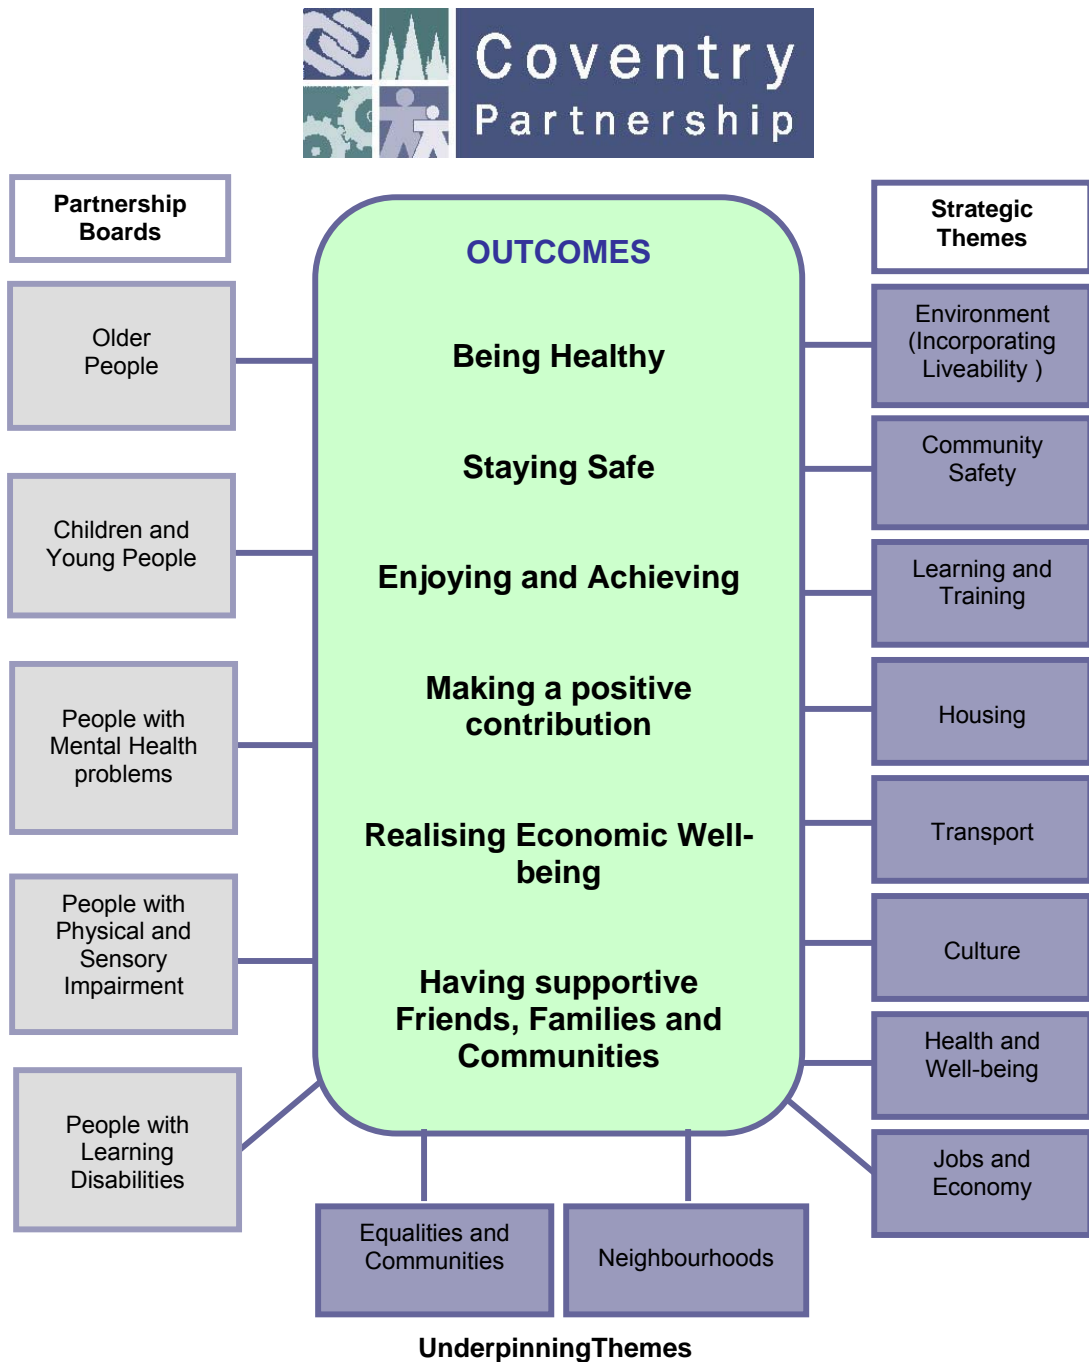 Coventry
Partnership
Partnership
Boards
Older
People
Children and
Young People
People with
Mental Health
problems
People with
Physical and
Sensory
Impairment
People with
Learning
Disabilities
OUTCOMES
Being Healthy
Staying Safe
Enjoying and Achieving
Making a positive
contribution
Realising Economic Well-
being
Having supportive
Friends, Families and
Communities
Strategic
Themes
Environment
(Incorporating
Liveability )
Community
Safety
Learning and
Training
Housing
Transport
Culture
Health and
Well-being
Jobs and
Economy
Equalities and
Communities
Neighbourhoods
UnderpinningThemes